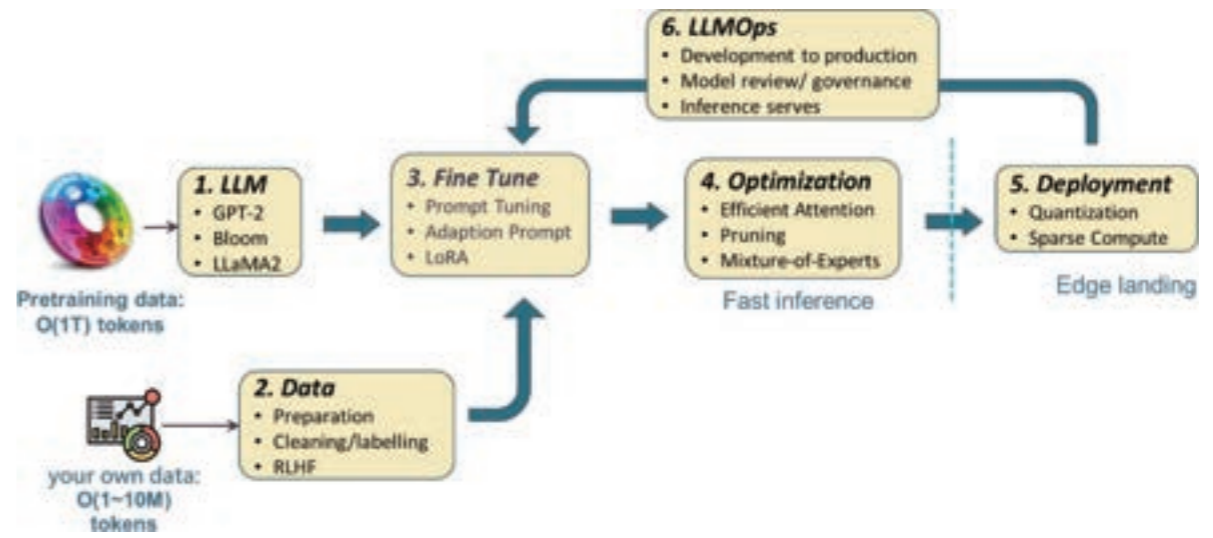 6. LLMOps
• Development to production
• Model review/ governance
• Inference serves
1. LLM
• GPT-2
• Bloom
• LLaMA2
3. Fine Tune
• Prompt Tuning
• Adaption Prompt
• LoRA
4. Optimization
• Efficient Attention
• Pruning
• Mixture-of-Experts
5. Deployment
• Quantization
• Sparse Compute
Pretraining data:
O(1T) tokens
Fast inference
Edge landing
2. Data
• Preparation
• Cleaning/labelling
• RLHF
your own data:
O(1~10M)
tokens